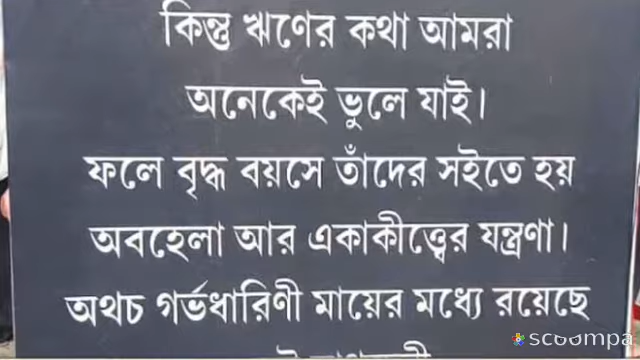 কিন্তু ঋণের কথা আমরা
অনেকেই ভুলে যাই।
ফলে বৃদ্ধ বয়সে তাঁদের সইতে হয়
অবহেলা আর একাকীত্ত্বের যন্ত্রণা।
অথচ গর্ভধারিণী মায়ের মধ্যে রয়েছে
scoompa